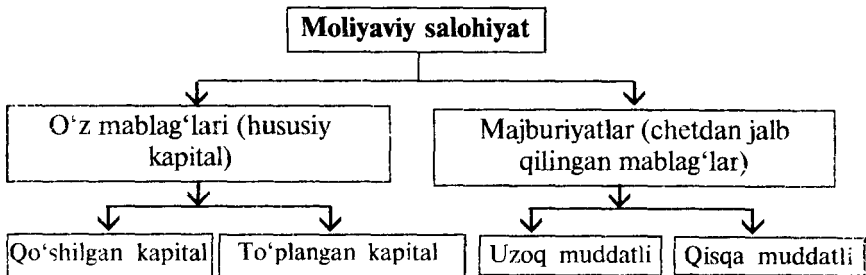 Moliyaviy salohiyat
O‘z mablag‘lari (hususiy
kapital)
Majburiyatlar (chetdan jalb
qilingan mablag‘lar)
Qo‘shilgan kapital
To‘plangan kapital
Uzoq muddatli
Qisqa muddatli